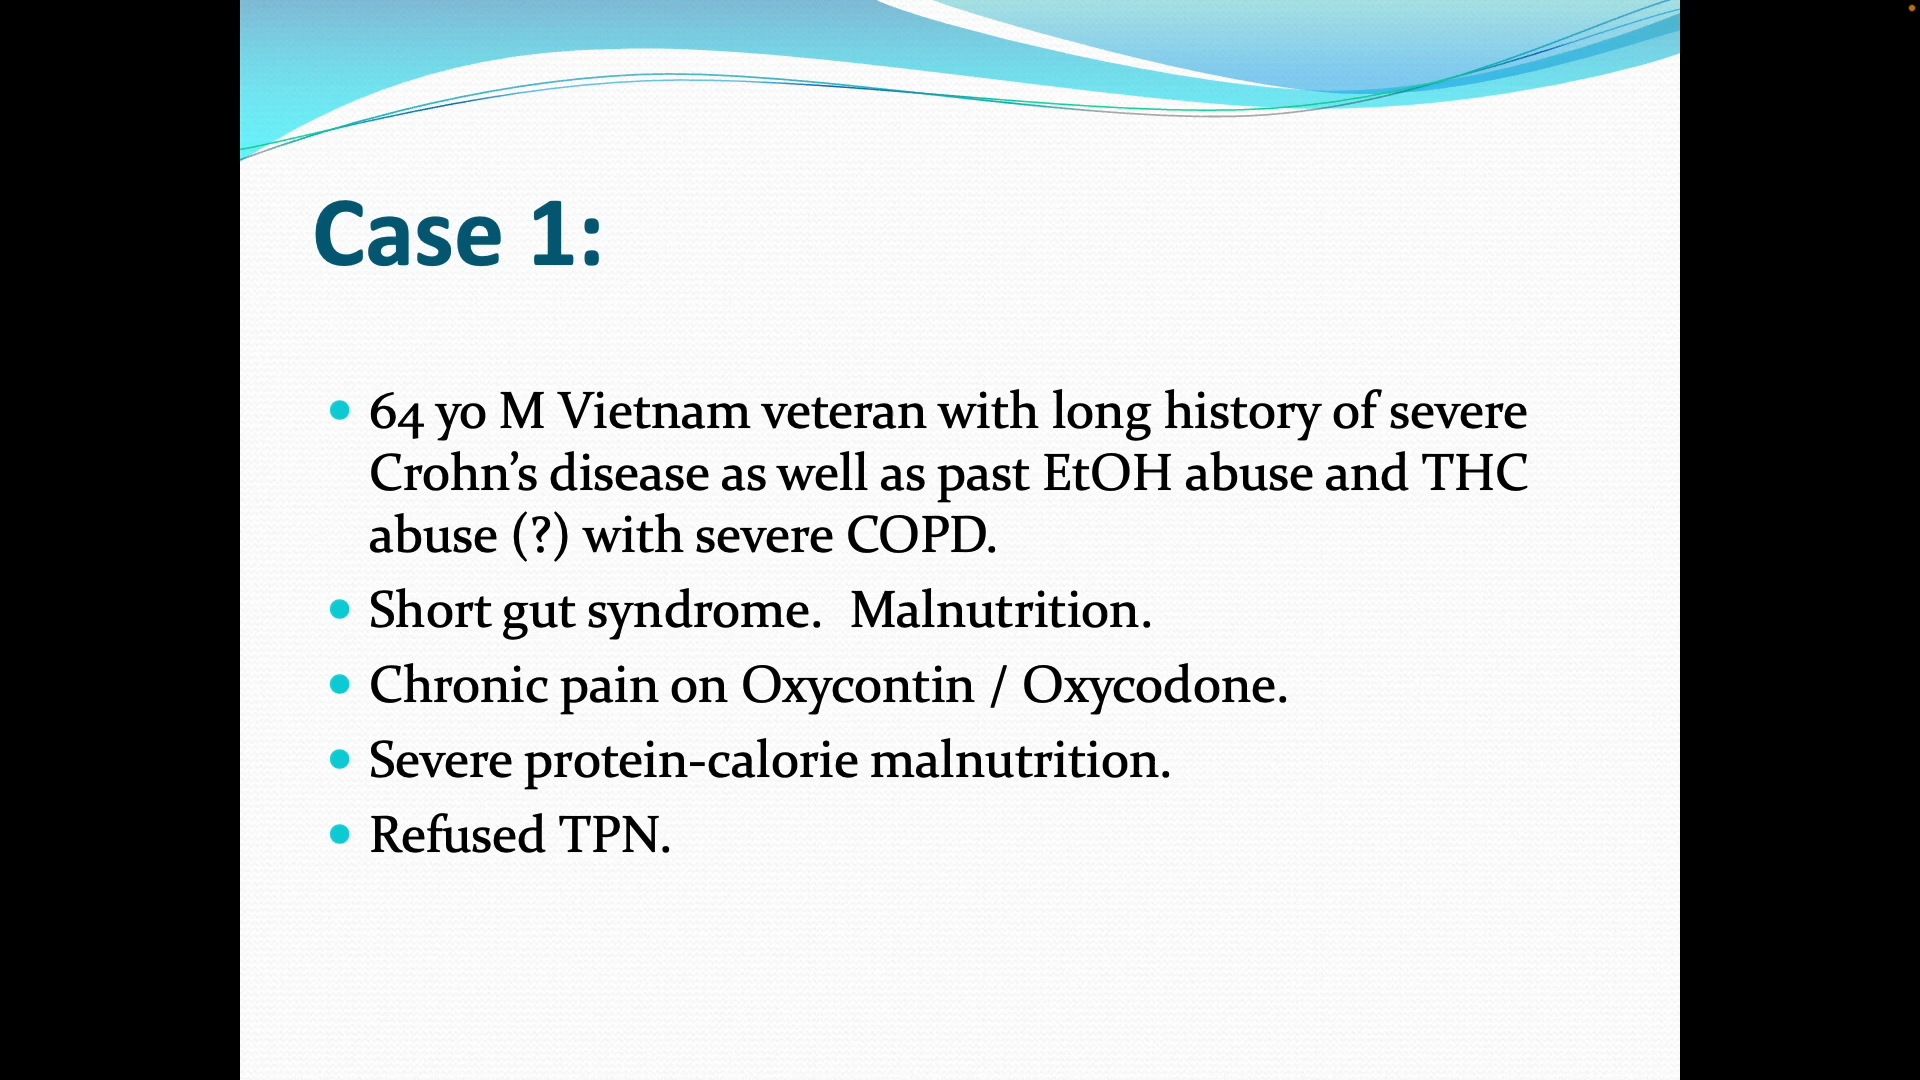 Case 1:
64 yo M Vietnam veteran with long history of severe
Crohn’s disease as well as past EtOH abuse and THC
abuse (?) with severe COPD.
Short gut syndrome.  Malnutrition.
Chronic pain on Oxycontin / Oxycodone.
Severe protein-calorie malnutrition.
Refused TPN.